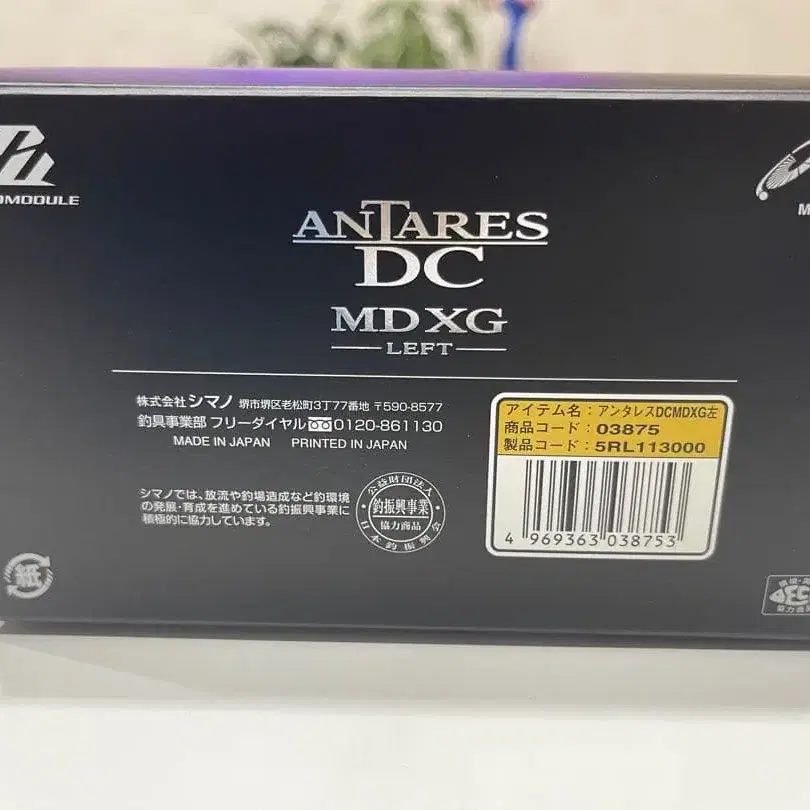 OMODULE
ANTARES
DC
MD XG
LEFT
株式会社 シマノ 堺市堺区老松町3丁77番地 〒590-8577
釣具事業部 フリーダイヤル 0120-861130
MADE IN JAPAN PRINTED IN JAPAN
シマノでは、放流や釣場造成など釣環境
の発展・育成を進めている釣振興事業に
積極的に協力しています。
公益財団法人
釣振興事業
協力商品
日本釣振興会
アイテム名：アンタレスDCMDXG左
商品コード：03875
製品コード：5RL113000
4 969363 038753
紙
M